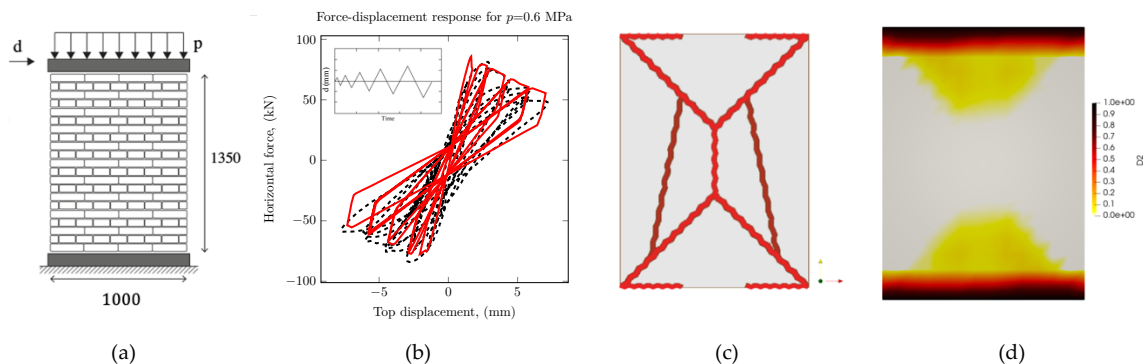 d
p
1350
1000
(a)
Force-displacement response for p=0.6 MPa
Horizontal force, (kN)
100
50
0
−50
−100
d (mm)
Time
−5
0
5
Top displacement, (mm)
(b)
(c)
1.0e+00
0.9
0.8
0.7
0.6
0.5
0.4
0.3
0.2
0.1
0.0e+00
D2
(d)